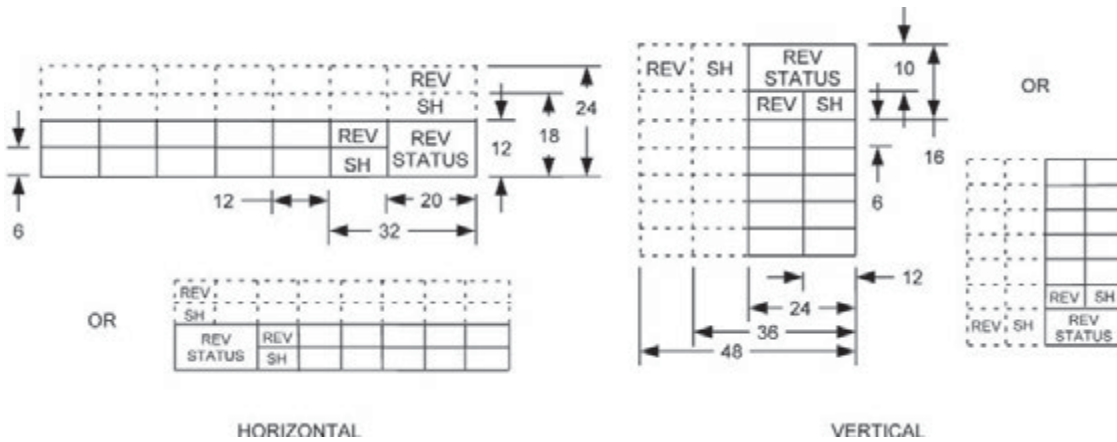 REV
SH
REV
SH
REV
STATUS
24
18
12
6
12
20
32
OR
REV
SH
REV
STATUS
REV
SH
HORIZONTAL
REV SH
REV
STATUS
REV SH
10
16
6
12
24
36
48
OR
REV SH
REV SH
REV
STATUS
VERTICAL